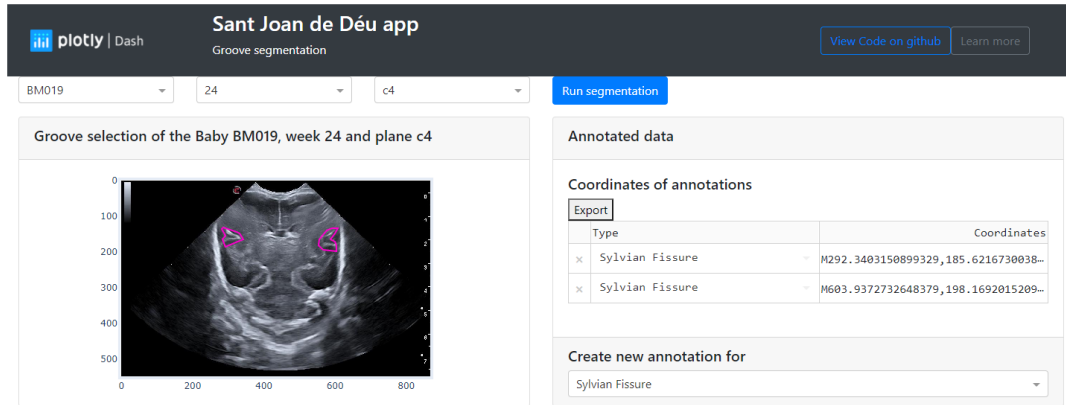 plotly | Dash
Sant Joan de Déu app
Groove segmentation
View Code on github
Learn more
BM019
24
c4
Run segmentation
Groove selection of the Baby BM019, week 24 and plane c4
0
100
200
300
400
500
0
200
400
600
800
Annotated data
Coordinates of annotations
Export
Type Coordinates
× Sylvian Fissure M292.3403150899329,185.6216730038…
× Sylvian Fissure M603.9372732648379,198.1692015209…
Create new annotation for
Sylvian Fissure